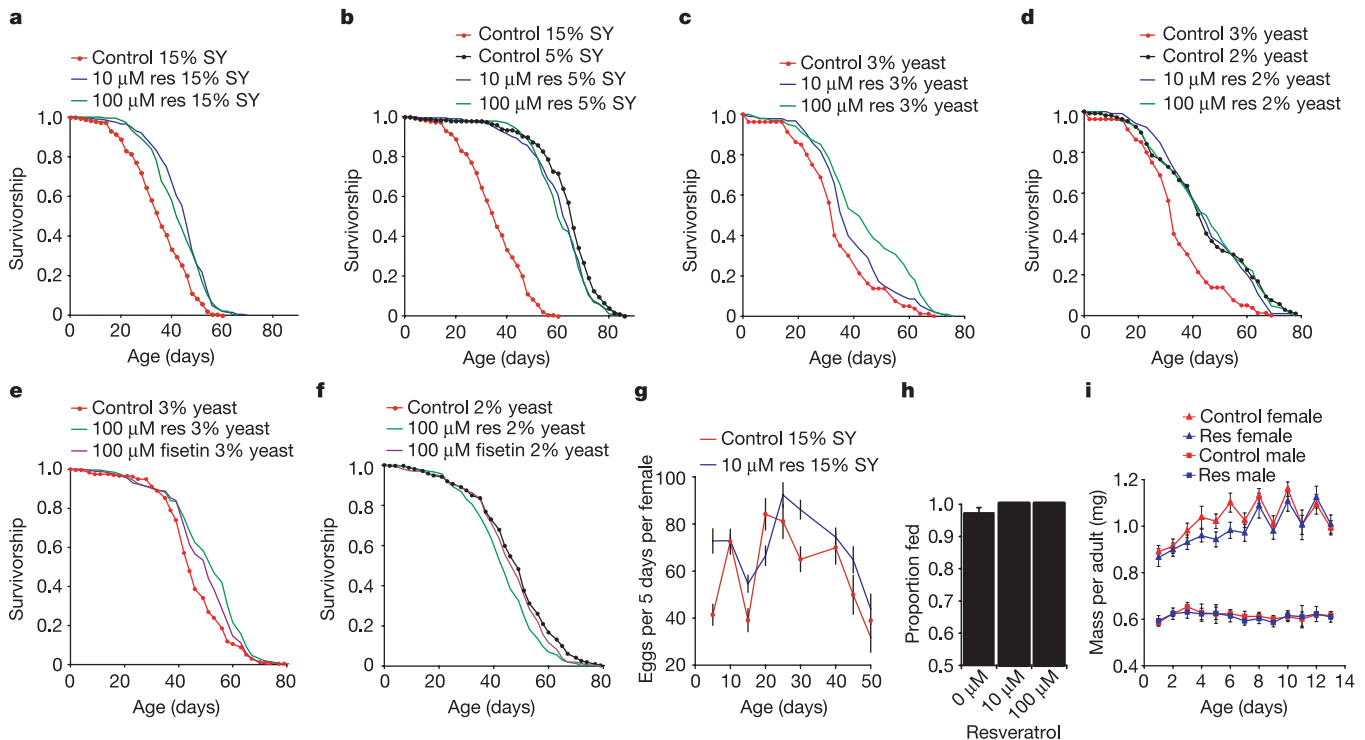 a
Control 15% SY
10 µM res 15% SY
100 µM res 15% SY
Survivorship
1.0
0.8
0.6
0.4
0.2
0
0 20 40 60 80
Age (days)
b
Control 15% SY
Control 5% SY
10 µM res 5% SY
100 µM res 5% SY
Survivorship
1.0
0.8
0.6
0.4
0.2
0
0 20 40 60 80
Age (days)
c
Control 3% yeast
10 µM res 3% yeast
100 µM res 3% yeast
Survivorship
1.0
0.8
0.6
0.4
0.2
0
0 20 40 60 80
Age (days)
d
Control 3% yeast
Control 2% yeast
10 µM res 2% yeast
100 µM res 2% yeast
Survivorship
1.0
0.8
0.6
0.4
0.2
0
0 20 40 60 80
Age (days)
e
Control 3% yeast
100 µM res 3% yeast
100 µM fisetin 3% yeast
Survivorship
1.0
0.8
0.6
0.4
0.2
0
0 20 40 60 80
Age (days)
f
Control 2% yeast
100 µM res 2% yeast
100 µM fisetin 2% yeast
Survivorship
1.0
0.8
0.6
0.4
0.2
0
0 20 40 60 80
Age (days)
g
Control 15% SY
10 µM res 15% SY
Eggs per 5 days per female
100
80
60
40
20
0 10 20 30 40 50
Age (days)
h
Proportion fed
1.0
0.9
0.8
0.7
0.6
0.5
0 µM
10 µM
100 µM
Resveratrol
i
Control female
Res female
Control male
Res male
Mass per adult (mg)
1.2
1.0
0.8
0.6
0.4
0 2 4 6 8 10 12 14
Age (days)